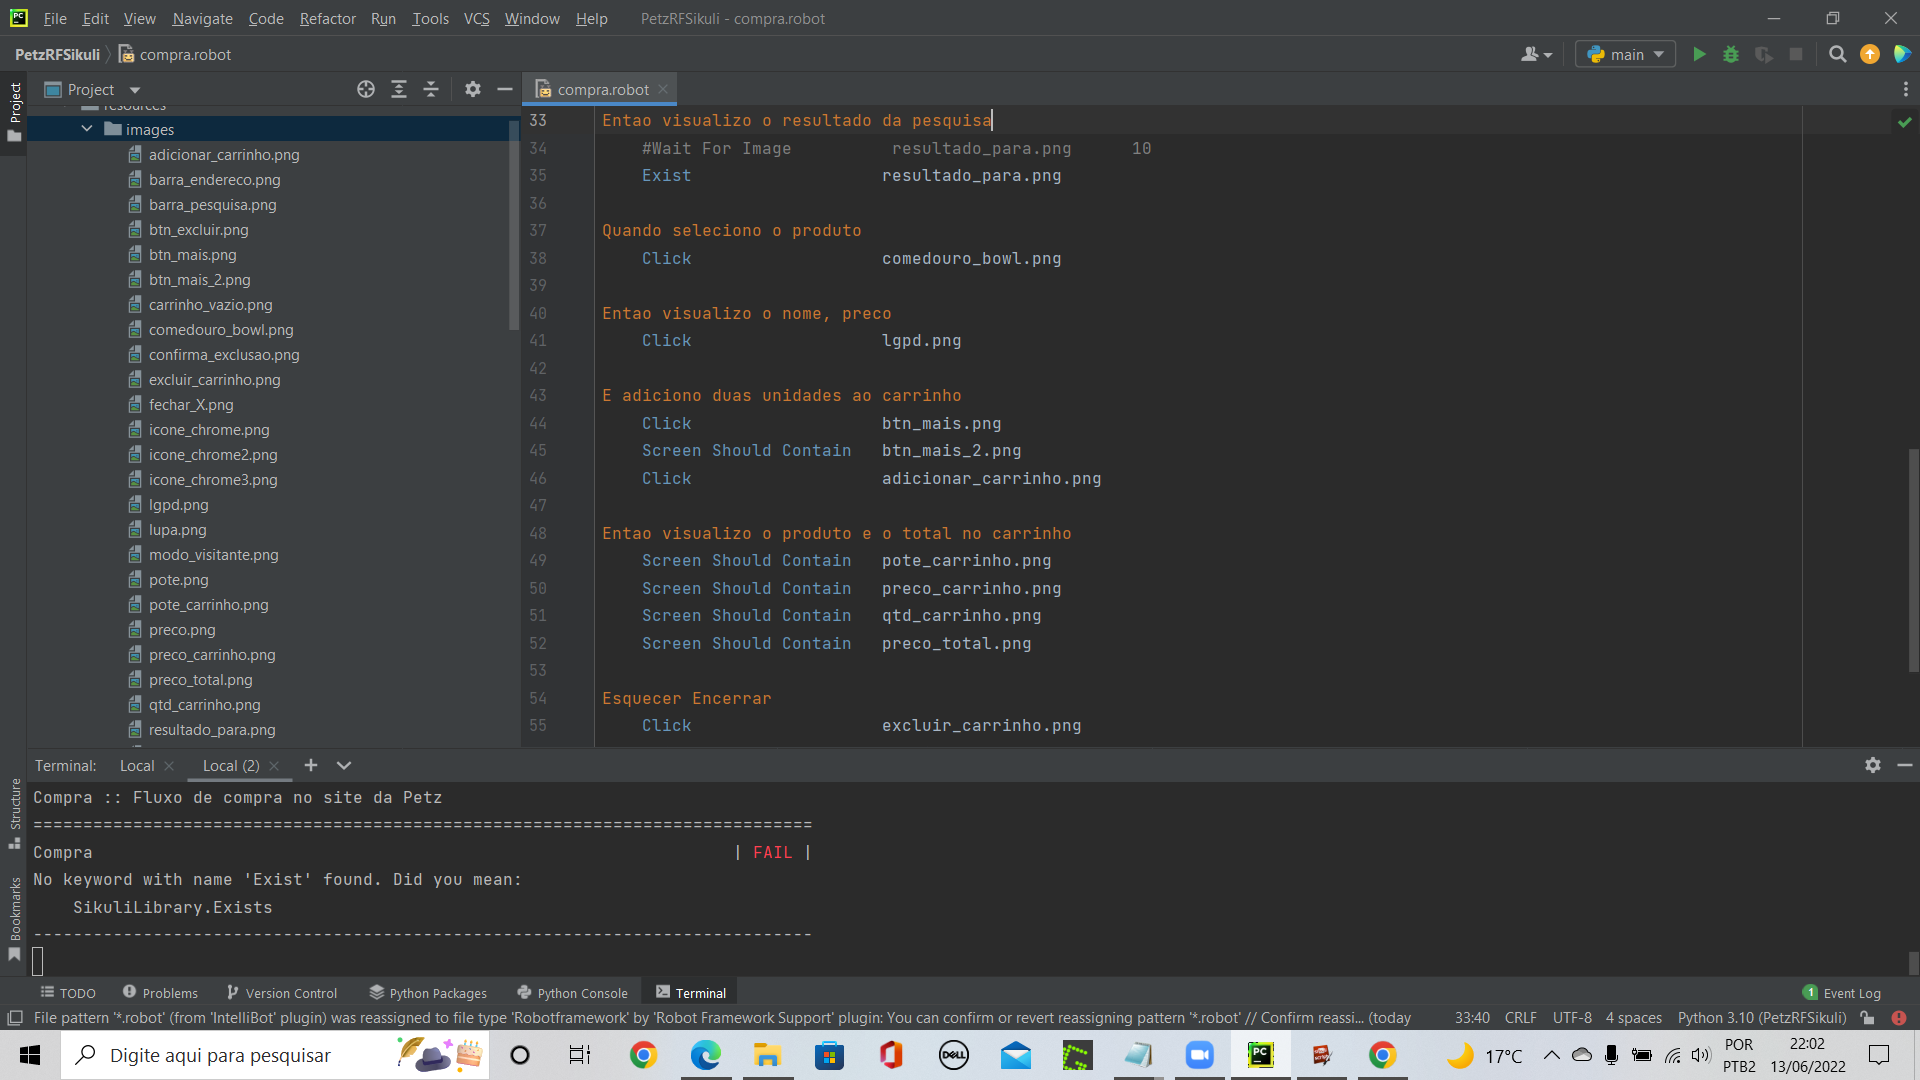 File Edit View Navigate Code Refactor Run Tools VCS Window Help PetzRFSikuli - compra.robot
PetzRFSikuli compra.robot main
Project
Project
compra.robot
resources
images
adicionar_carrinho.png
barra_endereco.png
barra_pesquisa.png
btn_excluir.png
btn_mais.png
btn_mais_2.png
carrinho_vazio.png
comedouro_bowl.png
confirma_exclusao.png
excluir_carrinho.png
fechar_X.png
icone_chrome.png
icone_chrome2.png
icone_chrome3.png
lgpd.png
lupa.png
modo_visitante.png
pote.png
pote_carrinho.png
preco.png
preco_carrinho.png
preco_total.png
qtd_carrinho.png
resultado_para.png
33 Entao visualizo o resultado da pesquisa
34 #Wait For Image resultado_para.png 10
35 Exist resultado_para.png
36
37 Quando seleciono o produto
38 Click comedouro_bowl.png
39
40 Entao visualizo o nome, preco
41 Click lgpd.png
42
43 E adiciono duas unidades ao carrinho
44 Click btn_mais.png
45 Screen Should Contain btn_mais_2.png
46 Click adicionar_carrinho.png
47
48 Entao visualizo o produto e o total no carrinho
49 Screen Should Contain pote_carrinho.png
50 Screen Should Contain preco_carrinho.png
51 Screen Should Contain qtd_carrinho.png
52 Screen Should Contain preco_total.png
53
54 Esquecer Encerrar
55 Click excluir_carrinho.png
Structure
Bookmarks
Terminal: Local Local (2)
Compra :: Fluxo de compra no site da Petz
==============================================================================
Compra | FAIL |
No keyword with name 'Exist' found. Did you mean:
SikuliLibrary.Exists
------------------------------------------------------------------------------
TODO Problems Version Control Python Packages Python Console Terminal 1 Event Log
File pattern '*.robot' (from 'IntelliBot' plugin) was reassigned to file type 'Robotframework' by 'Robot Framework Support' plugin: You can confirm or revert reassigning pattern '*.robot' // Confirm reassi... (today 33:40 CRLF UTF-8 4 spaces Python 3.10 (PetzRFSikuli)
Digite aqui para pesquisar DELL PC 17°C POR 22:02
PTB2 13/06/2022